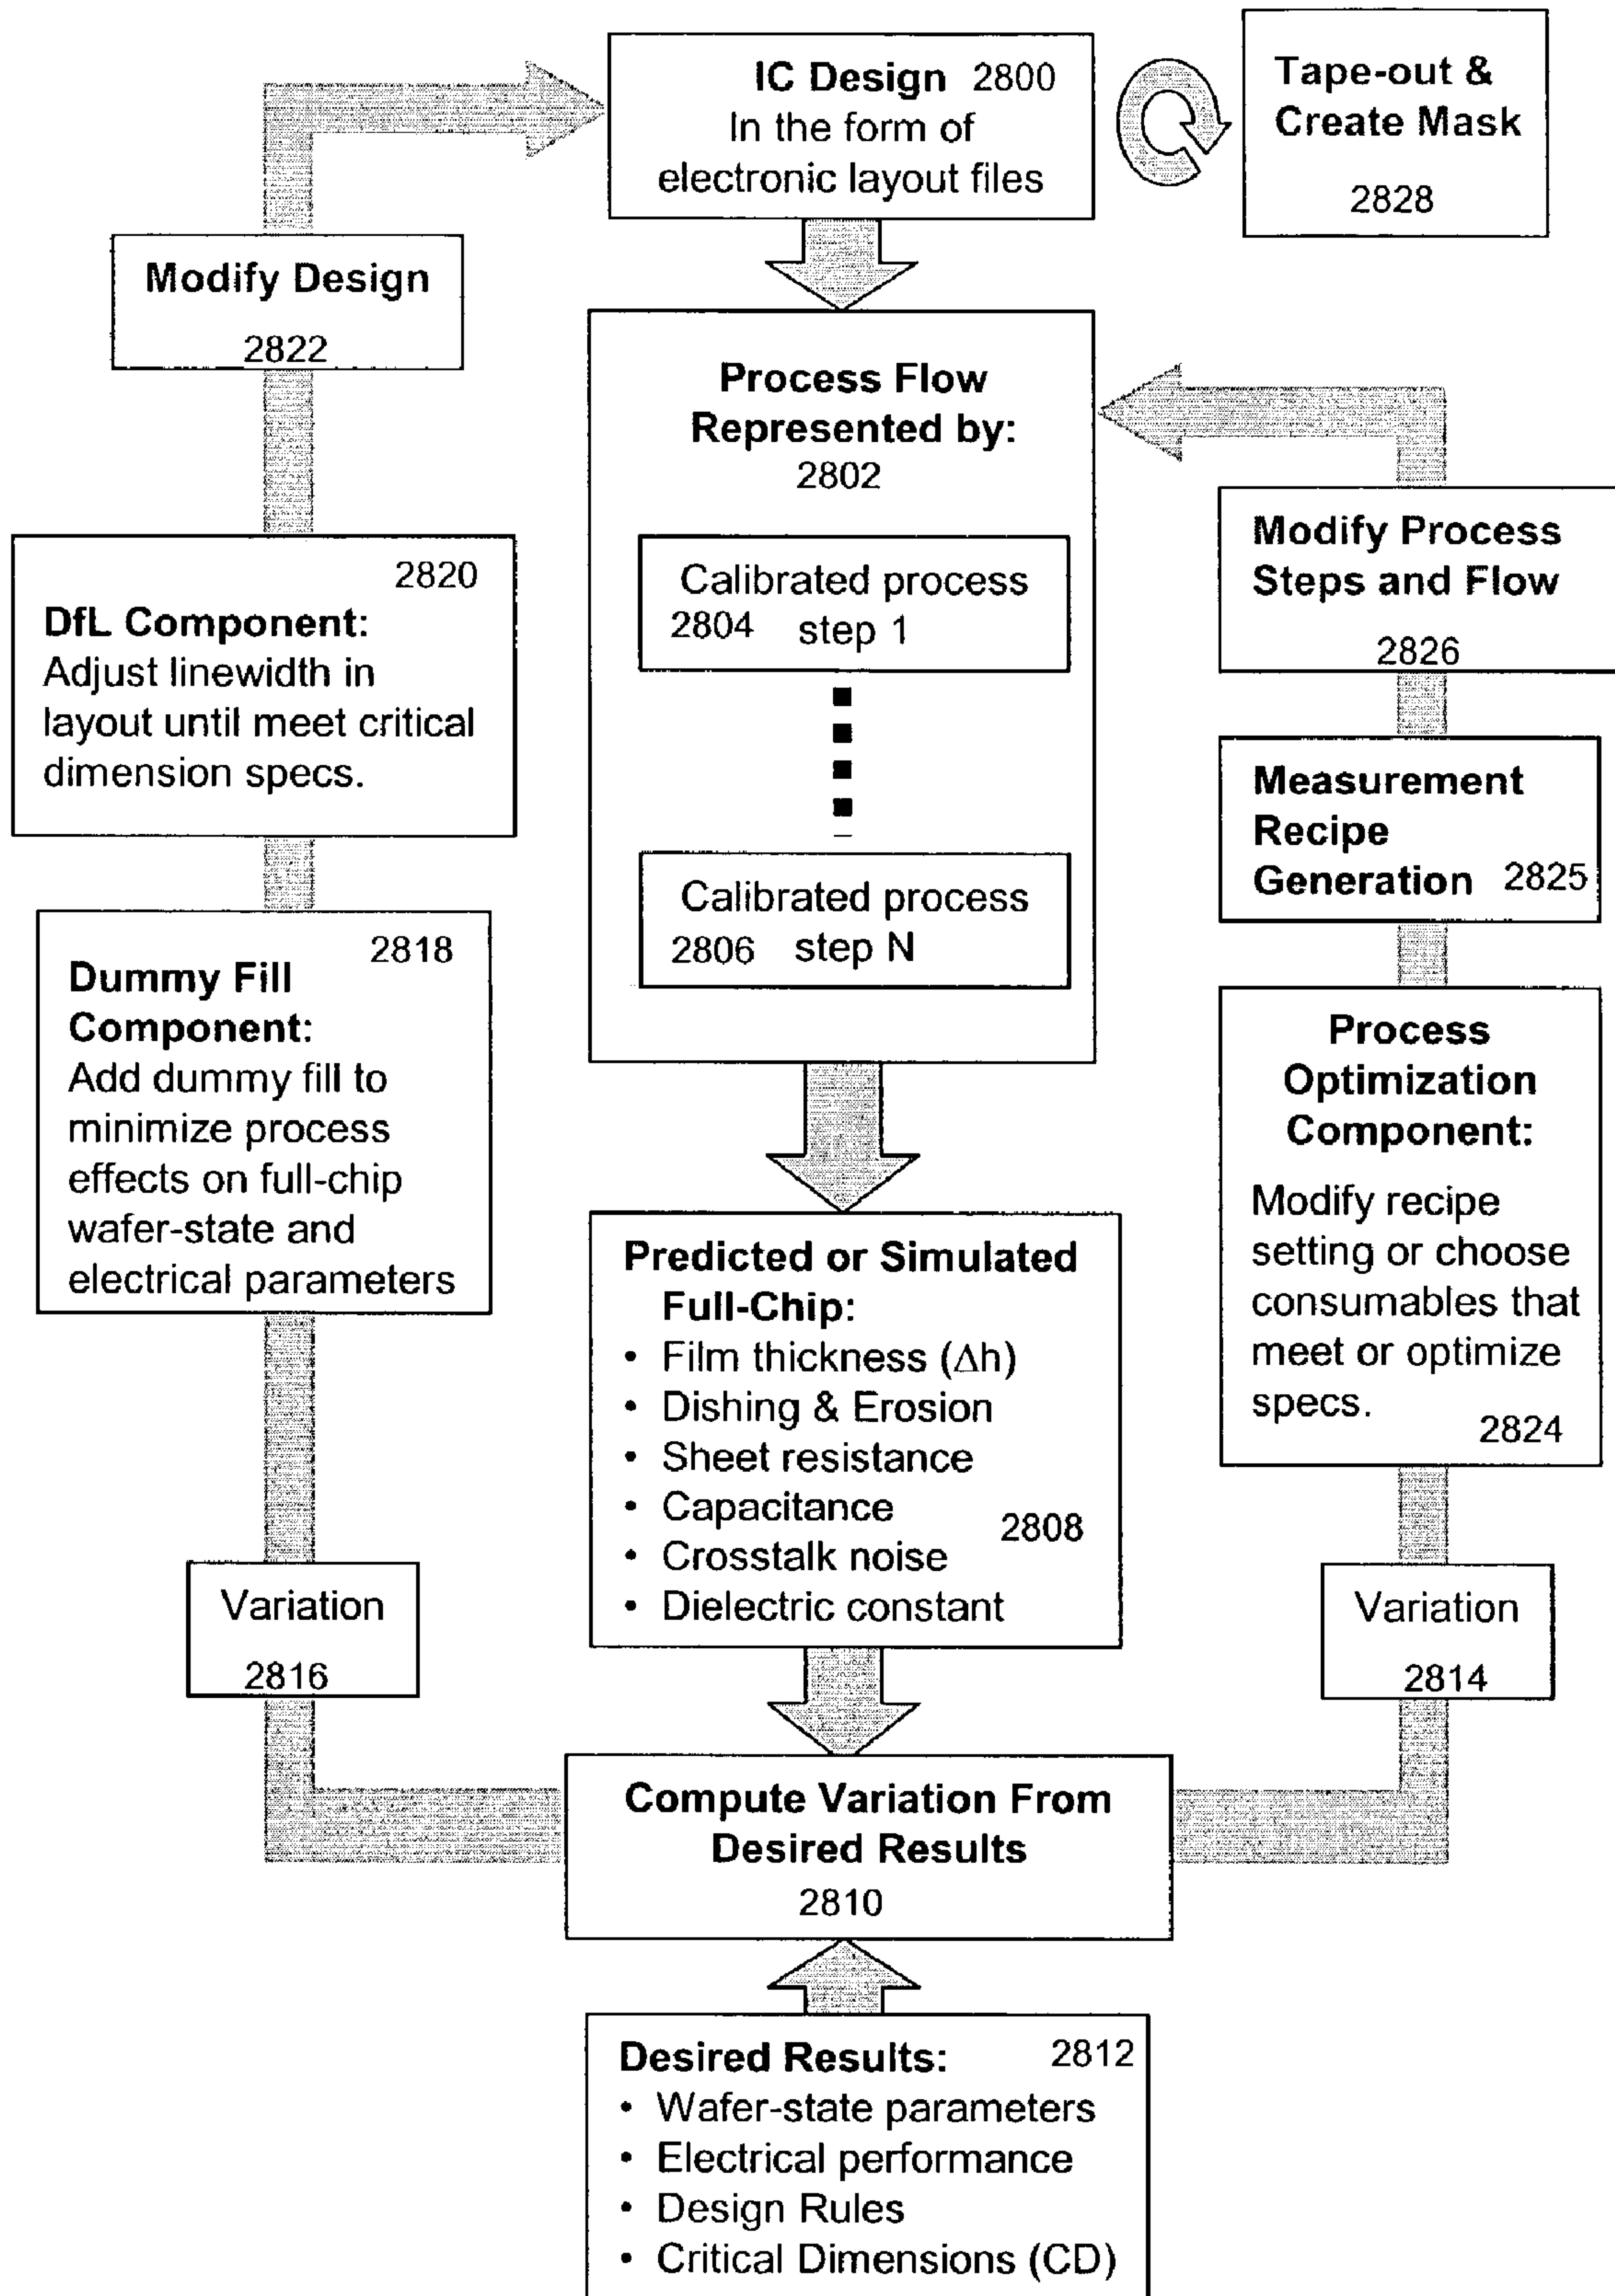 IC Design 2800
In the form of
electronic layout files
Tape-out &
Create Mask
2828
Modify Design
2822
Process Flow
Represented by:
2802
Calibrated process
2804 step 1
Calibrated process
2806 step N
Modify Process
Steps and Flow
2826
2820
DfL Component:
Adjust linewidth in
layout until meet critical
dimension specs.
Measurement
Recipe
Generation 2825
2818
Dummy Fill
Component:
Add dummy fill to
minimize process
effects on full-chip
wafer-state and
electrical parameters
Process
Optimization
Component:
Modify recipe
setting or choose
consumables that
meet or optimize
specs.
2824
Predicted or Simulated
Full-Chip:
• Film thickness (Δh)
• Dishing & Erosion
• Sheet resistance
• Capacitance
2808
• Crosstalk noise
• Dielectric constant
Variation
2816
Variation
2814
Compute Variation From
Desired Results
2810
Desired Results: 2812
• Wafer-state parameters
• Electrical performance
• Design Rules
• Critical Dimensions (CD)